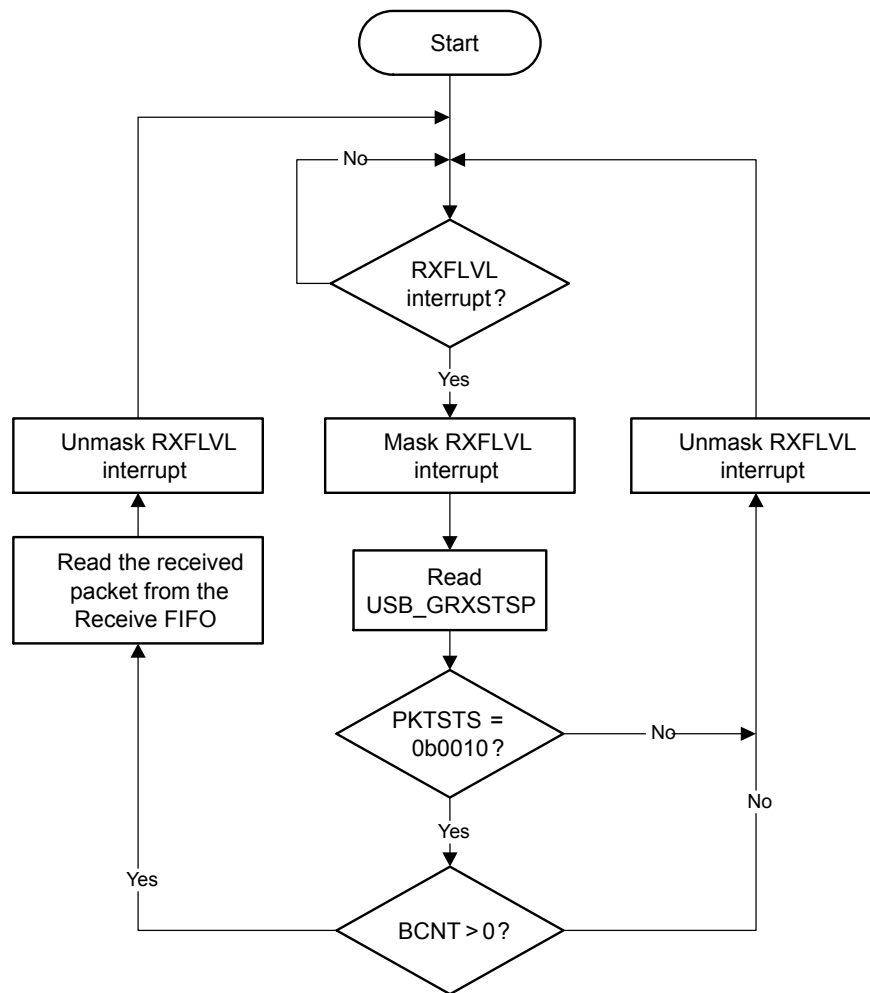 Start
No
RXFLVL
interrupt?
Yes
Unmask RXFLVL
interrupt
Mask RXFLVL
interrupt
Unmask RXFLVL
interrupt
Read the received
packet from the
Receive FIFO
Read
USB_GRXSTSP
PKTSTS =
0b0010?
No
No
Yes
Yes
BCNT > 0?